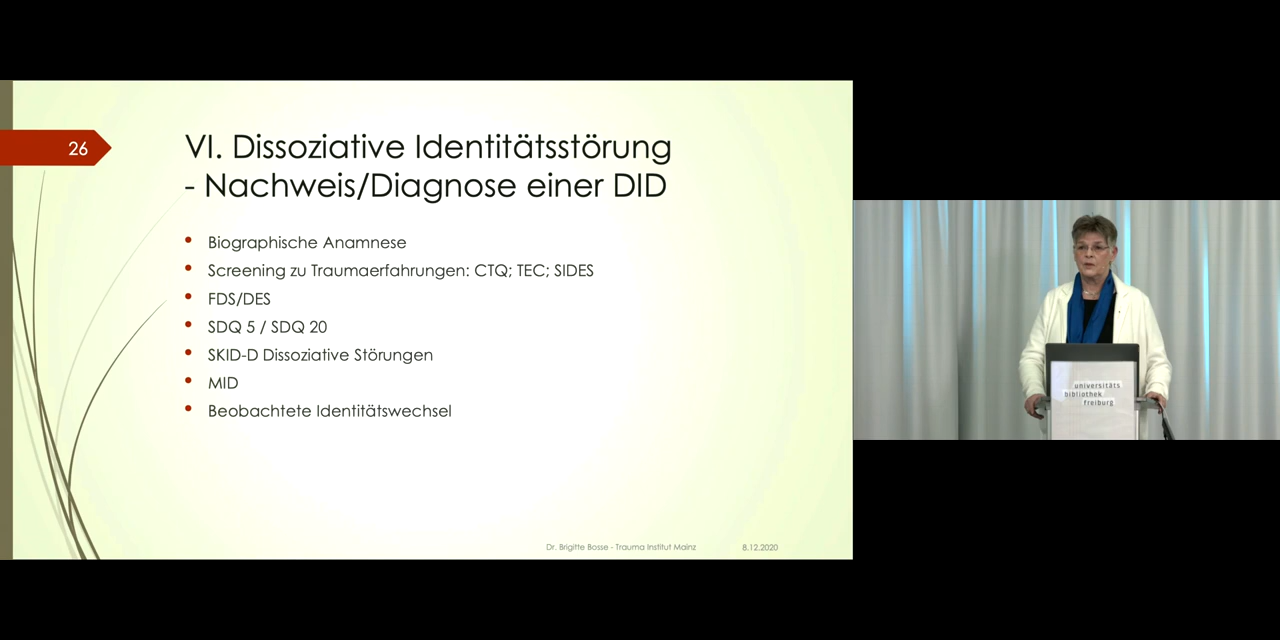 26
VI. Dissoziative Identitätsstörung
- Nachweis/Diagnose einer DID
Biographische Anamnese
Screening zu Traumaerfahrungen: CTQ; TEC; SIDES
FDS/DES
SDQ 5 / SDQ 20
SKID-D Dissoziative Störungen
MID
Beobachtete Identitätswechsel
Dr. Brigitte Bosse - Trauma Institut Mainz
8.12.2020
universitäts
bibliothek
freiburg